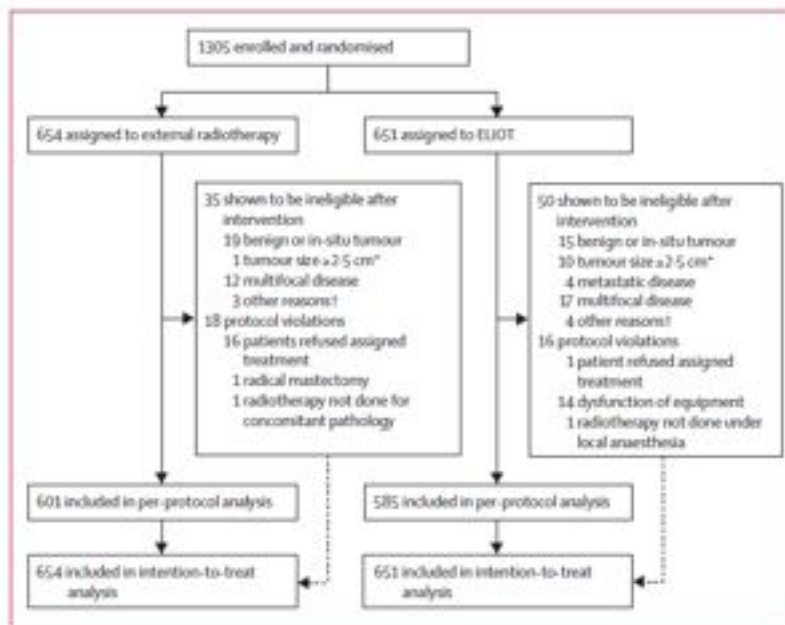 1305 enrolled and randomised
654 assigned to external radiotherapy
651 assigned to ELIOT
35 shown to be ineligible after
intervention
19 benign or in-situ tumour
1 tumour size ≥2·5 cm*
12 multifocal disease
3 other reasons†
18 protocol violations
16 patients refused assigned
treatment
1 radical mastectomy
1 radiotherapy not done for
concomitant pathology
50 shown to be ineligible after
intervention
15 benign or in-situ tumour
10 tumour size ≥2·5 cm*
4 metastatic disease
17 multifocal disease
4 other reasons†
16 protocol violations
1 patient refused assigned
treatment
14 dysfunction of equipment
1 radiotherapy not done under
local anaesthesia
601 included in per-protocol analysis
585 included in per-protocol analysis
654 included in intention-to-treat
analysis
651 included in intention-to-treat
analysis